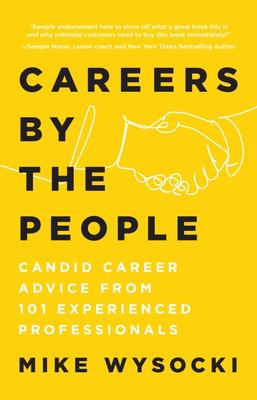 "Sample endorsement here to show off what a great book this is
and why potential customers need to buy this book immediately!"
—Sample Name, career coach and New York Times Bestselling Author
CAREERS
BY
THE
PEOPLE
CANDID CAREER
ADVICE FROM
101 EXPERIENCED
PROFESSIONALS
MIKE WYSOCKI